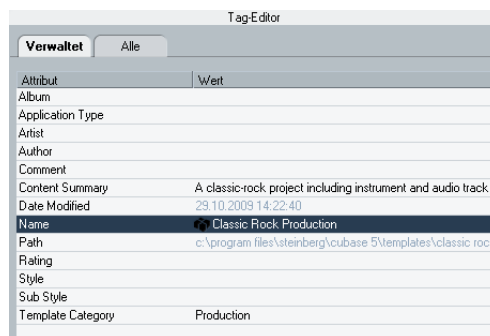 Tag-Editor
Verwaltet Alle
Attribut Wert
Album
Application Type
Artist
Author
Comment
Content Summary A classic-rock project including instrument and audio track
Date Modified 29.10.2009 14:22:40
Name Classic Rock Production
Path c:\program files\steinberg\cubase 5\templates\classic roc
Rating
Style
Sub Style
Template Category Production